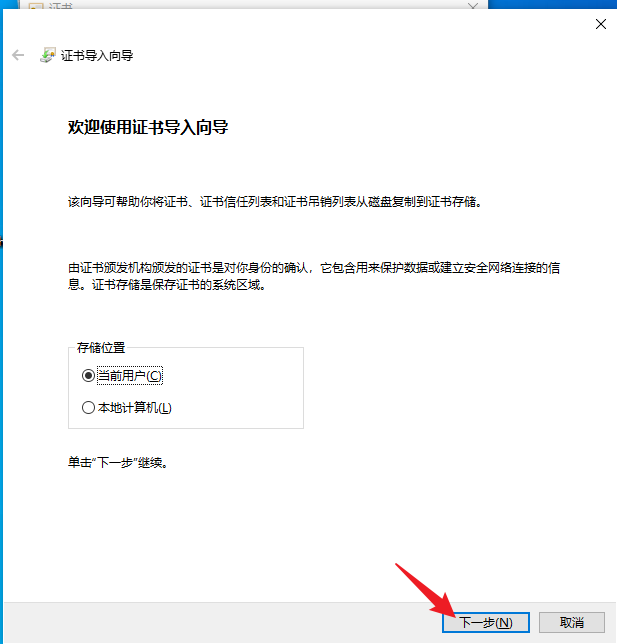 证书
证书导入向导
欢迎使用证书导入向导
该向导可帮助你将证书、证书信任列表和证书吊销列表从磁盘复制到证书存储。
由证书颁发机构颁发的证书是对你身份的确认，它包含用来保护数据或建立安全网络连接的信
息。证书存储是保存证书的系统区域。
存储位置
当前用户(C)
本地计算机(L)
单击“下一步”继续。
下一步(N)
取消